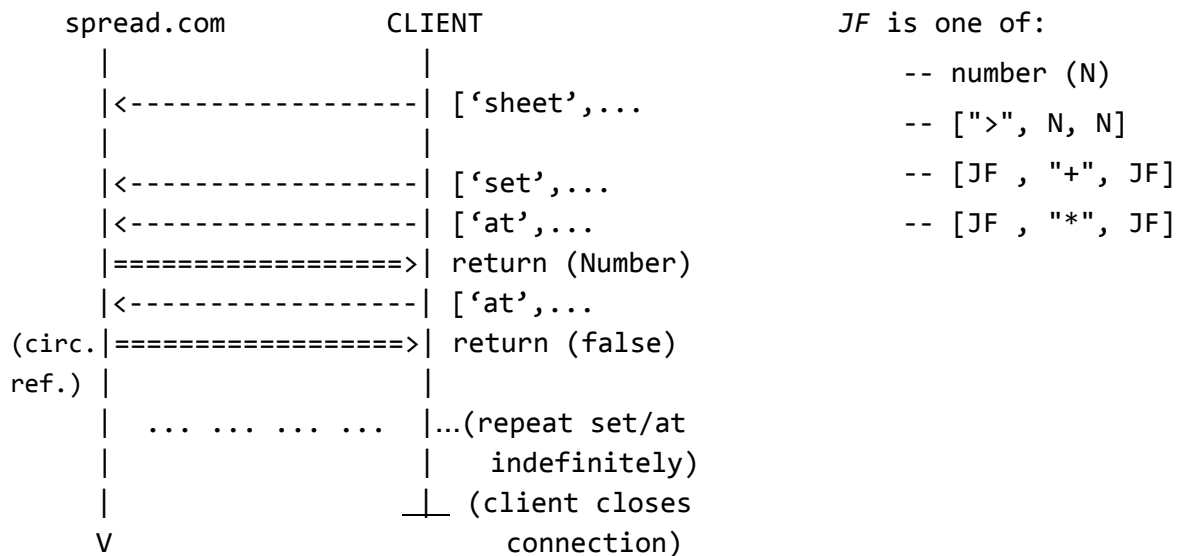 spread.com CLIENT
| |
|<------------------| [‘sheet’,...
| |
|<------------------| [‘set’,...
|<------------------| [‘at’,...
|==================>| return (Number)
|<------------------| [‘at’,...
(circ.|==================>| return (false)
ref.) | |
| ... ... ... ... |...(repeat set/at
| | indefinitely)
| _|_ (client closes
V connection)
JF is one of:
-- number (N)
-- [">", N, N]
-- [JF , "+", JF]
-- [JF , "*", JF]